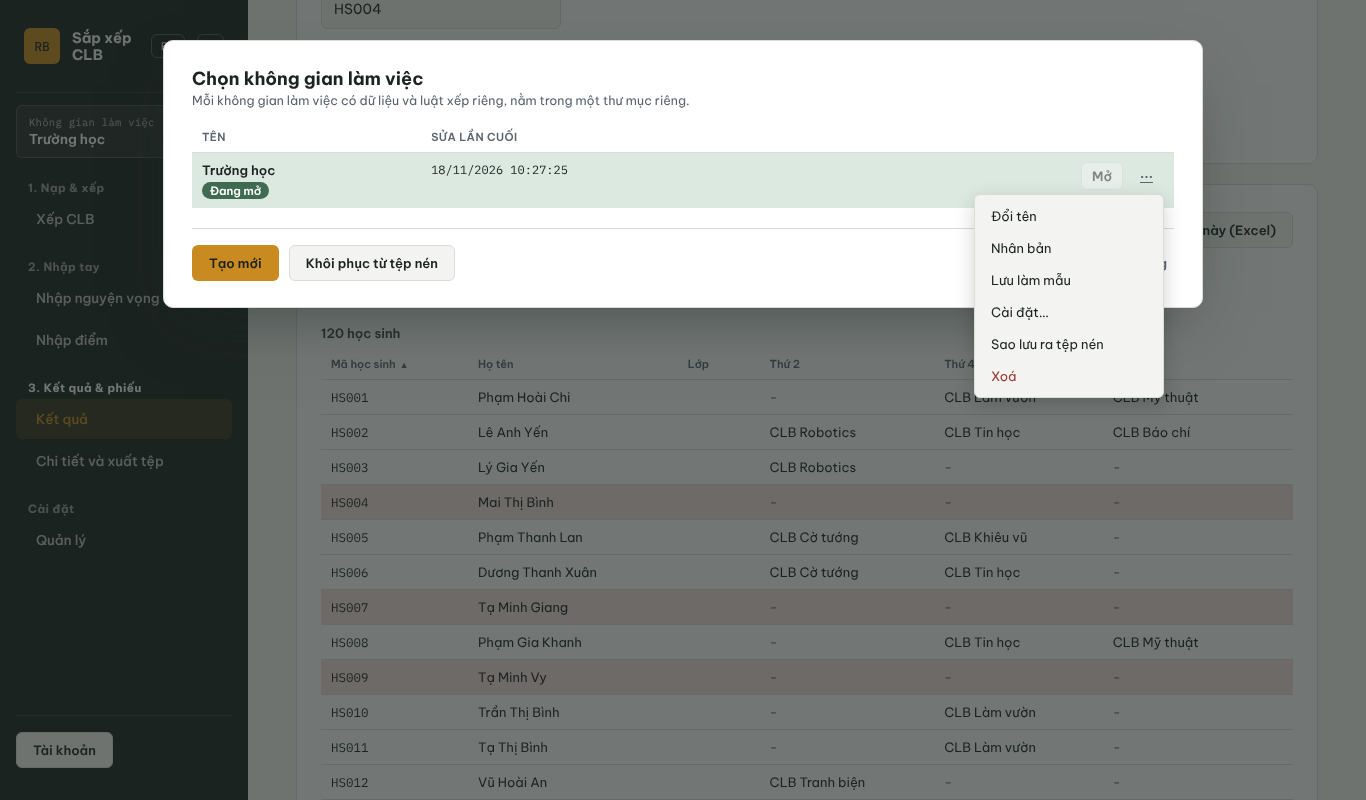 RB
Sắp xếp
CLB
Không gian làm việc
Trường học
1. Nạp & xếp
Xếp CLB
2. Nhập tay
Nhập nguyện vọng
Nhập điểm
3. Kết quả & phiếu
Kết quả
Chi tiết và xuất tệp
Cài đặt
Quản lý
Tài khoản
HS004
Chọn không gian làm việc
Mỗi không gian làm việc có dữ liệu và luật xếp riêng, nằm trong một thư mục riêng.
TÊN SỬA LẦN CUỐI
Trường học 18/11/2026 10:27:25 Mở ...
Đang mở
Tạo mới Khôi phục từ tệp nén
Đổi tên
Nhân bản
Lưu làm mẫu
Cài đặt...
Sao lưu ra tệp nén
Xoá
này (Excel)
120 học sinh
Mã học sinh ▲ Họ tên Lớp Thứ 2 Thứ 4
HS001 Phạm Hoài Chi - CLB Làm vườn CLB Mỹ thuật
HS002 Lê Anh Yến CLB Robotics CLB Tin học CLB Báo chí
HS003 Lý Gia Yến CLB Robotics - -
HS004 Mai Thị Bình - - -
HS005 Phạm Thanh Lan CLB Cờ tướng CLB Khiêu vũ -
HS006 Dương Thanh Xuân CLB Cờ tướng CLB Tin học -
HS007 Tạ Minh Giang - - -
HS008 Phạm Gia Khanh - CLB Tin học CLB Mỹ thuật
HS009 Tạ Minh Vy - - -
HS010 Trần Thị Bình - CLB Làm vườn -
HS011 Tạ Thị Bình - CLB Làm vườn -
HS012 Vũ Hoài An CLB Tranh biện - -